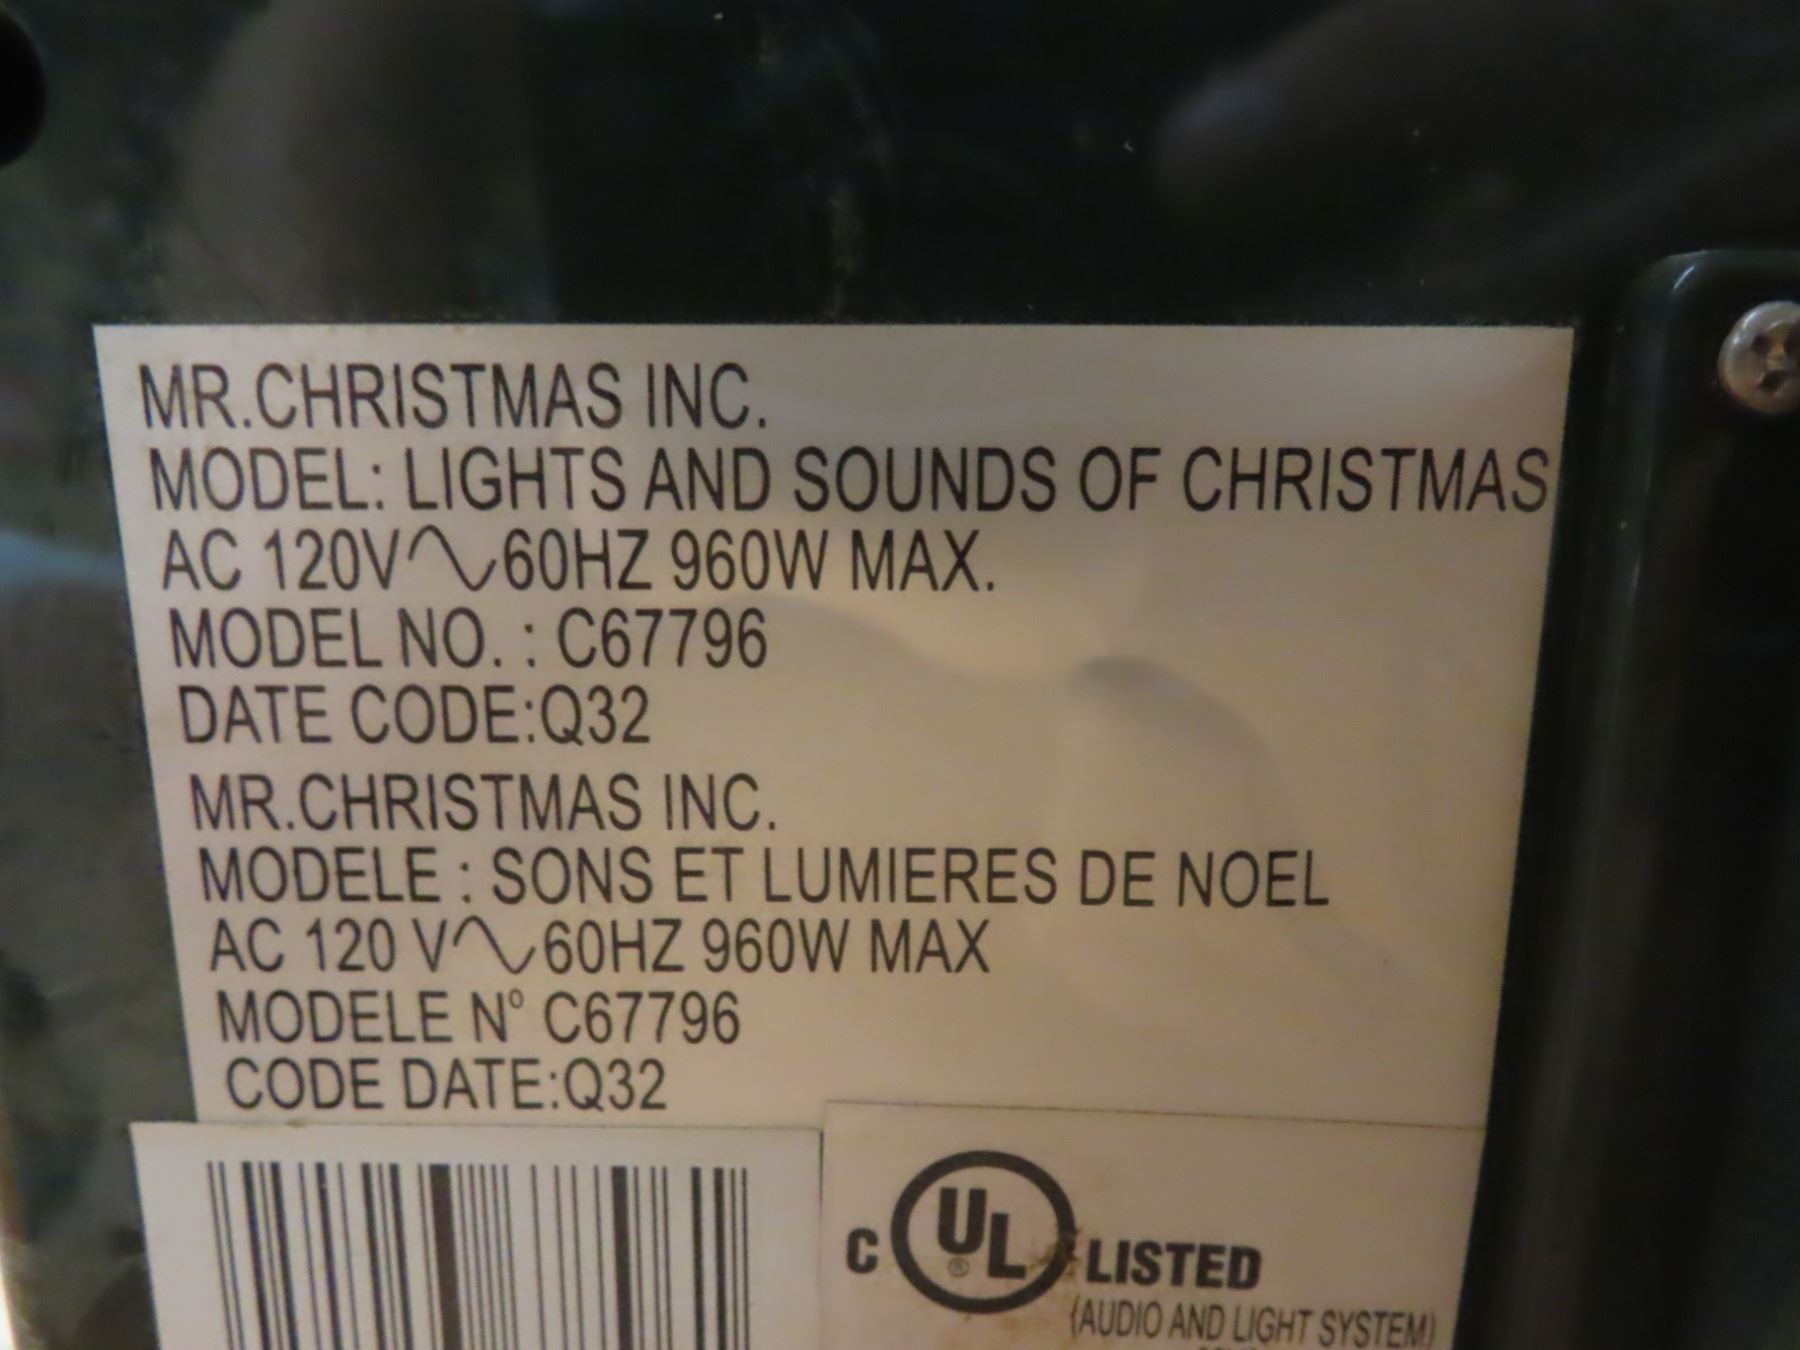 MR.CHRISTMAS INC.
MODEL: LIGHTS AND SOUNDS OF CHRISTMAS
AC 120V∿60HZ 960W MAX.
MODEL NO. : C67796
DATE CODE:Q32
MR.CHRISTMAS INC.
MODELE : SONS ET LUMIERES DE NOEL
AC 120 V∿60HZ 960W MAX
MODELE N° C67796
CODE DATE:Q32
C UL ® LISTED
(AUDIO AND LIGHT SYSTEM)